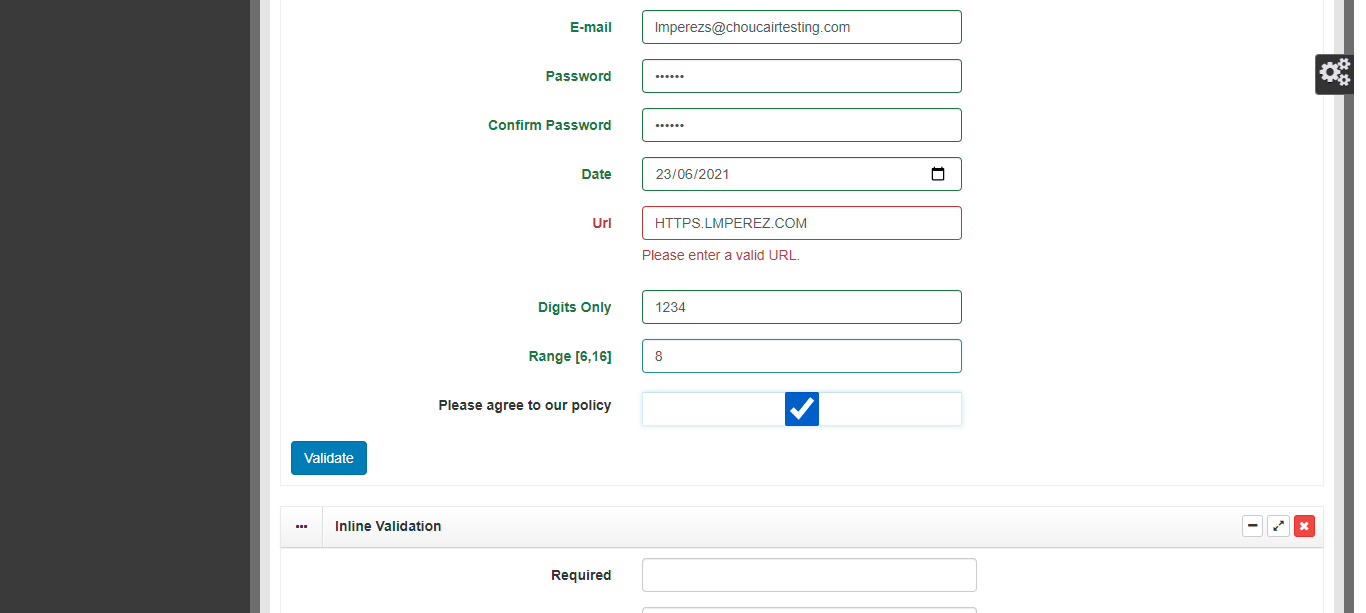 E-mail lmperezs@choucairtesting.com
Password ••••••
Confirm Password ••••••
Date 23/06/2021
Url HTTPS.LMPEREZ.COM
Please enter a valid URL.
Digits Only 1234
Range [6,16] 8
Please agree to our policy
Validate
Inline Validation
Required